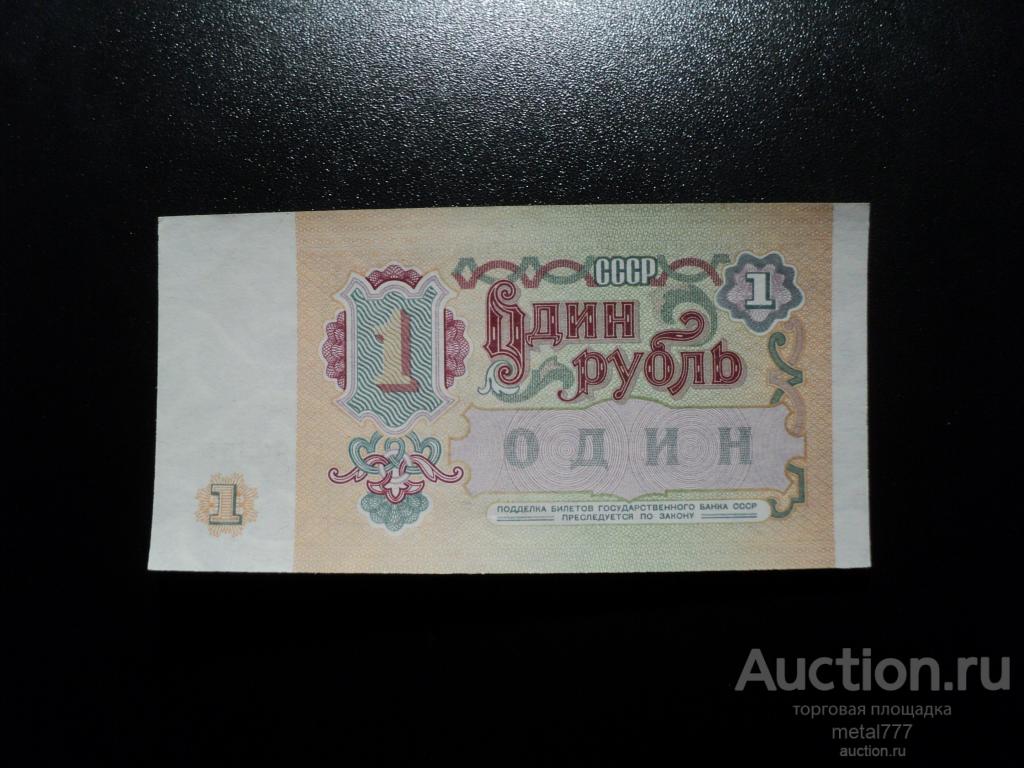 СССР
1
1
Один
рубль
ОДИН
1
ПОДДЕЛКА БИЛЕТОВ ГОСУДАРСТВЕННОГО БАНКА СССР
ПРЕСЛЕДУЕТСЯ ПО ЗАКОНУ
Auction.ru
торговая площадка
metal777
auction.ru